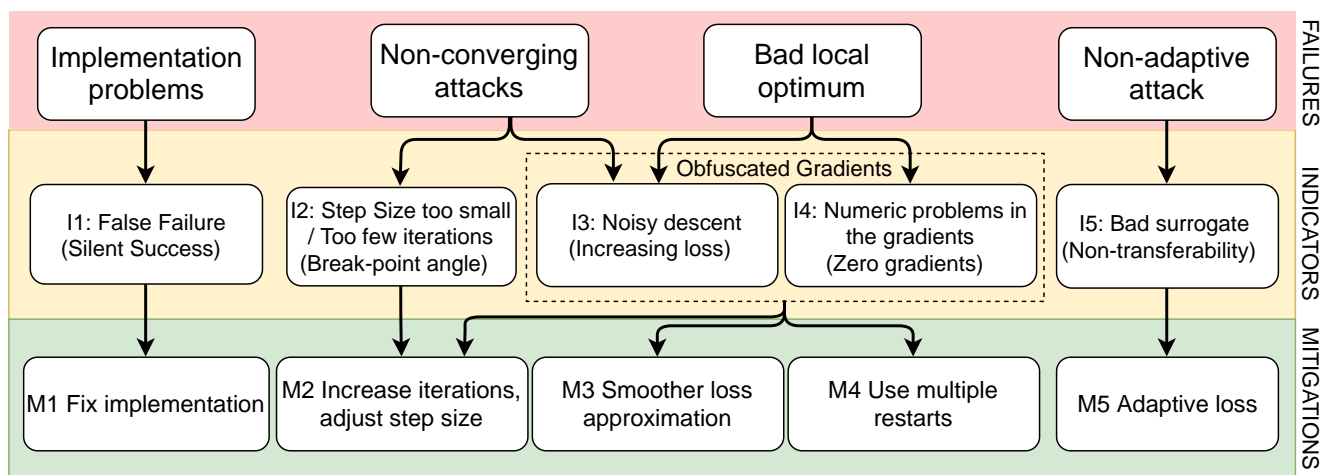 Implementation
problems
Non-converging
attacks
Bad local
optimum
Non-adaptive
attack
FAILURES
Obfuscated Gradients
I1: False Failure
(Silent Success)
I2: Step Size too small
/ Too few iterations
(Break-point angle)
I3: Noisy descent
(Increasing loss)
I4: Numeric problems in
the gradients
(Zero gradients)
I5: Bad surrogate
(Non-transferability)
INDICATORS
M1 Fix implementation
M2 Increase iterations,
adjust step size
M3 Smoother loss
approximation
M4 Use multiple
restarts
M5 Adaptive loss
MITIGATIONS